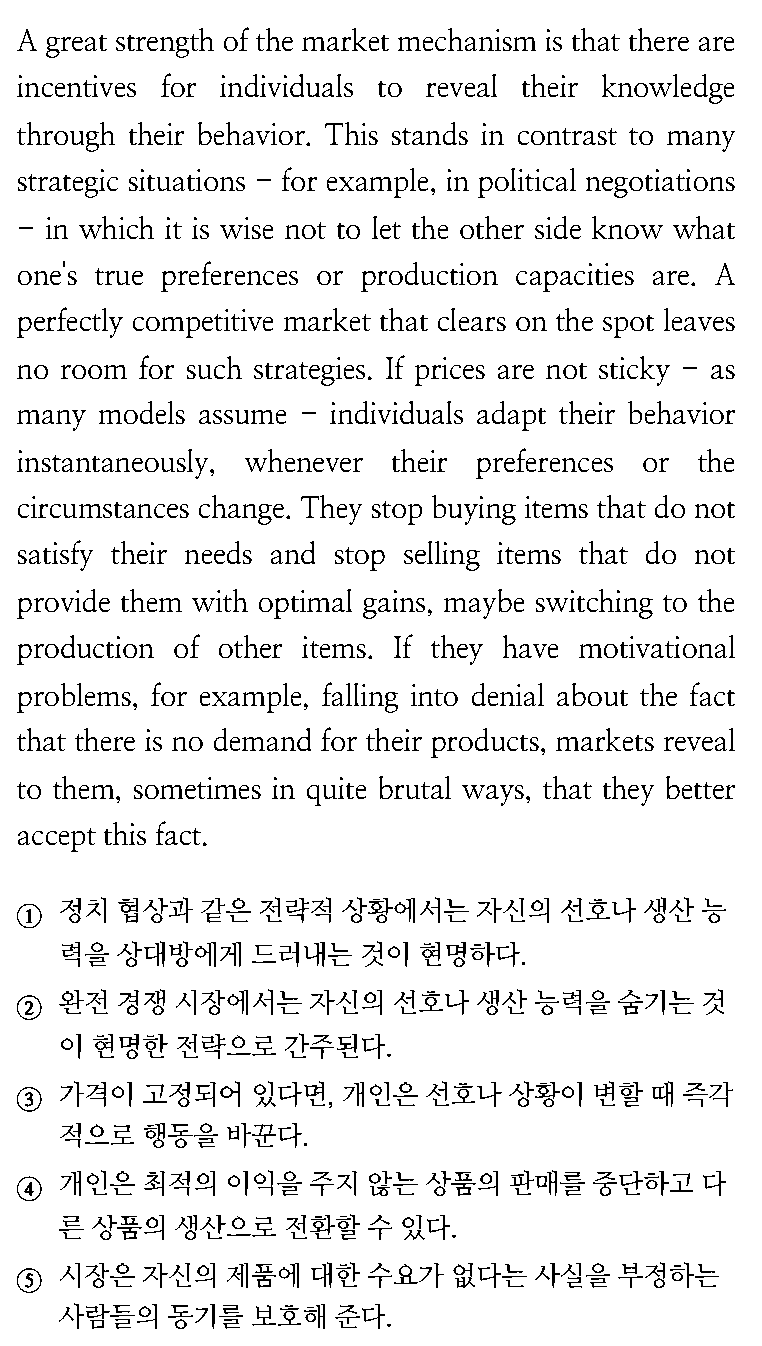 A great strength of the market mechanism is that there are
incentives for individuals to reveal their knowledge
through their behavior. This stands in contrast to many
strategic situations - for example, in political negotiations
- in which it is wise not to let the other side know what
one's true preferences or production capacities are. A
perfectly competitive market that clears on the spot leaves
no room for such strategies. If prices are not sticky - as
many models assume - individuals adapt their behavior
instantaneously, whenever their preferences or the
circumstances change. They stop buying items that do not
satisfy their needs and stop selling items that do not
provide them with optimal gains, maybe switching to the
production of other items. If they have motivational
problems, for example, falling into denial about the fact
that there is no demand for their products, markets reveal
to them, sometimes in quite brutal ways, that they better
accept this fact.
① 정치 협상과 같은 전략적 상황에서는 자신의 선호나 생산 능
력을 상대방에게 드러내는 것이 현명하다.
② 완전 경쟁 시장에서는 자신의 선호나 생산 능력을 숨기는 것
이 현명한 전략으로 간주된다.
③ 가격이 고정되어 있다면, 개인은 선호나 상황이 변할 때 즉각
적으로 행동을 바꾼다.
④ 개인은 최적의 이익을 주지 않는 상품의 판매를 중단하고 다
른 상품의 생산으로 전환할 수 있다.
⑤ 시장은 자신의 제품에 대한 수요가 없다는 사실을 부정하는
사람들의 동기를 보호해 준다.